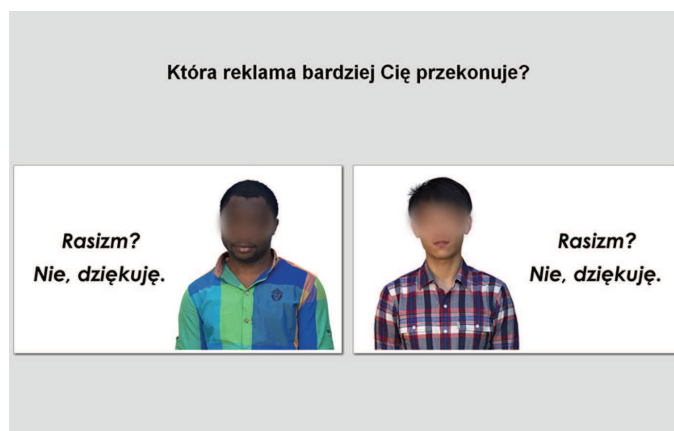 Która reklama bardziej Cię przekonuje?
Rasizm?
Nie, dziękuję.
Rasizm?
Nie, dziękuję.